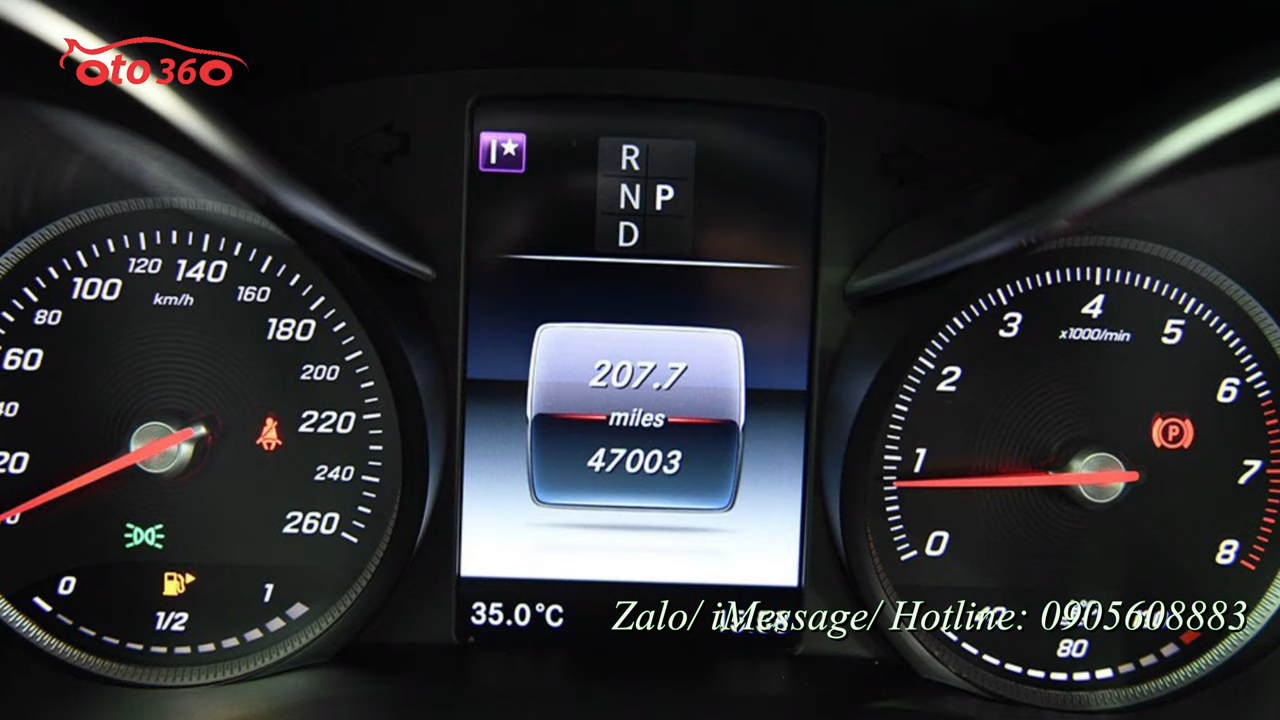 oto 360
R
N P
D
120 140
100 160
km/h
80 180
60 200
40 220
20 240
260
0 1
1/2
207.7
miles
47003
4
3 5
x1000/min
2 6
1 7
0 8
80
35.0°C
Zalo/ iMessage/ Hotline: 0905608883